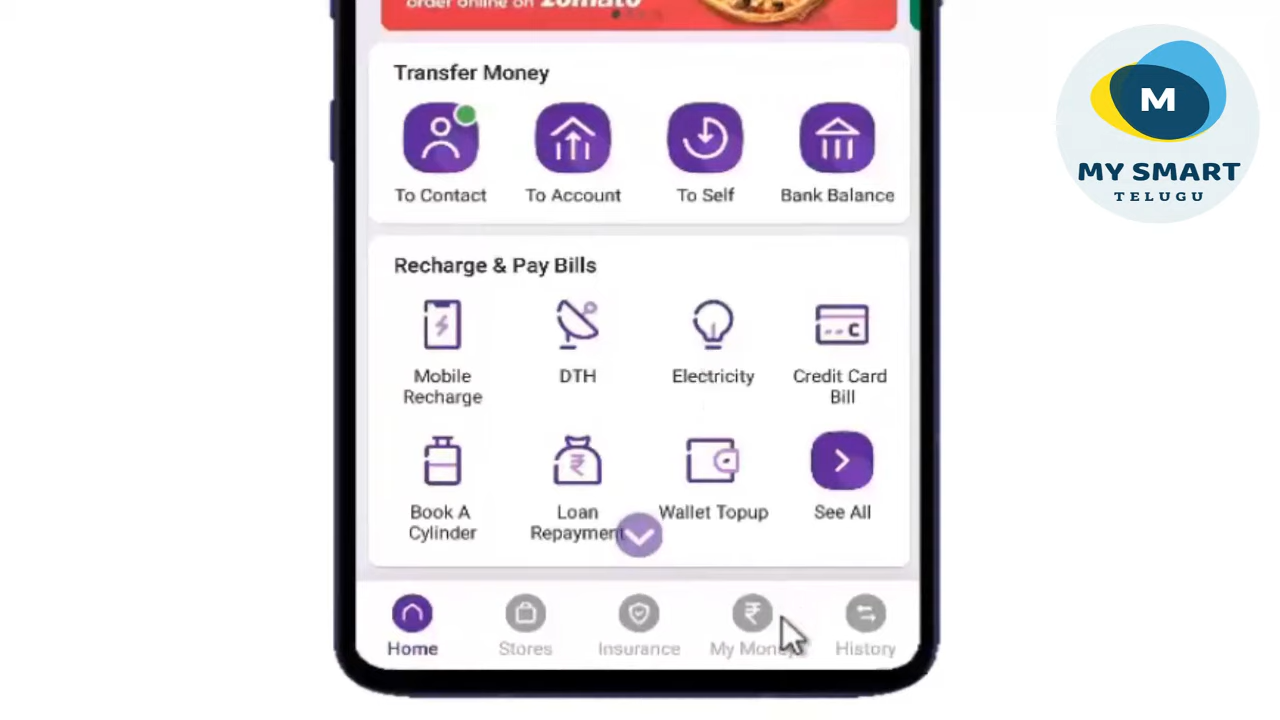 order online on zomato
Transfer Money
To Contact
To Account
To Self
Bank Balance
Recharge & Pay Bills
Mobile
Recharge
DTH
Electricity
Credit Card
Bill
Book A
Cylinder
Loan
Repayment
Wallet Topup
See All
Home
Stores
Insurance
My Money
History
M
MY SMART
TELUGU